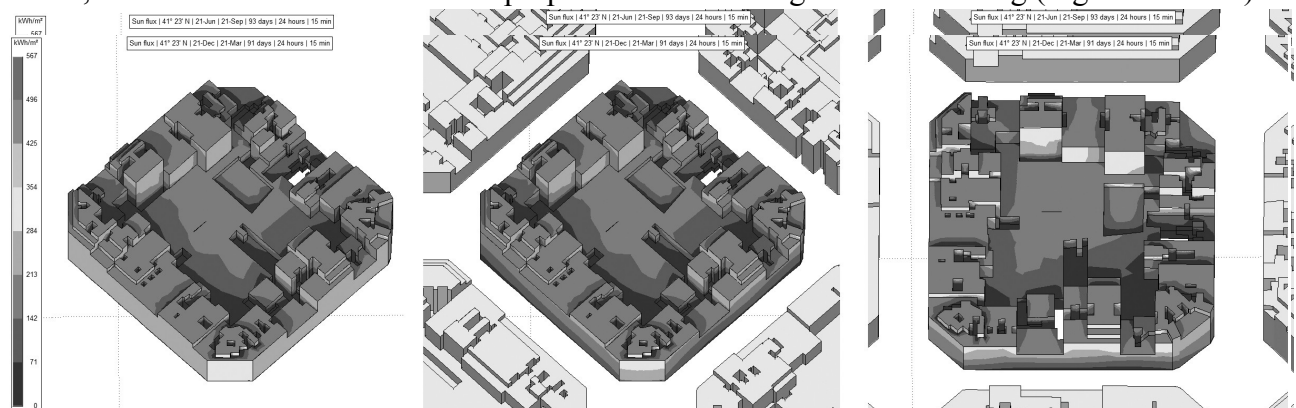 kWh/m²
567
Sun flux | 41° 23' N | 21-Jun | 21-Sep | 93 days | 24 hours | 15 min
Sun flux | 41° 23' N | 21-Jun | 21-Sep | 93 days | 24 hours | 15 min
Sun flux | 41° 23' N | 21-Jun | 21-Sep | 93 days | 24 hours | 15 min
kWh/m²
Sun flux | 41° 23' N | 21-Dec | 21-Mar | 91 days | 24 hours | 15 min
Sun flux | 41° 23' N | 21-Dec | 21-Mar | 91 days | 24 hours | 15 min
Sun flux | 41° 23' N | 21-Dec | 21-Mar | 91 days | 24 hours | 15 min
567
496
425
354
284
213
142
71
0